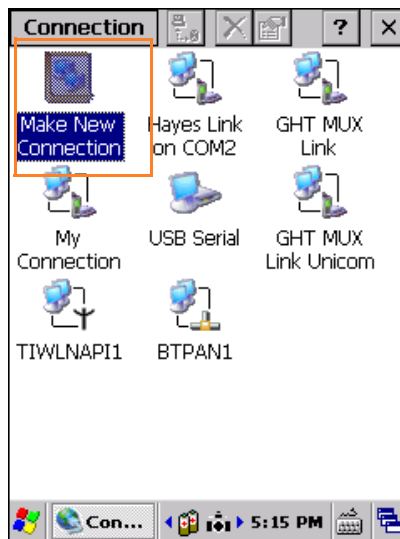 Connection ?
Make New
Connection
Hayes Link
on COM2
GHT MUX
Link
My
Connection
USB Serial
GHT MUX
Link Unicom
TIWLNAPI1
BTPAN1
Con... 5:15 PM